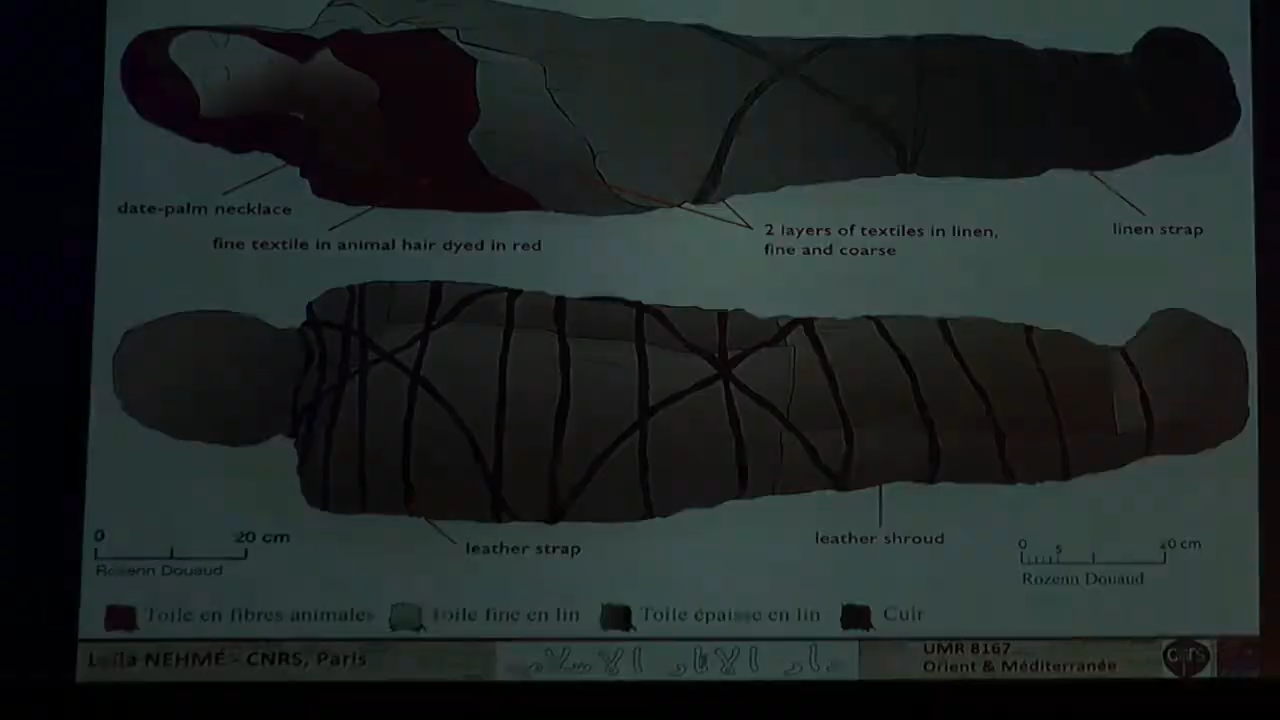 date-palm necklace
fine textile in animal hair dyed in red
2 layers of textiles in linen,
fine and coarse
linen strap
leather strap
leather shroud
0 20 cm
Rozenn Douaud
0 5 20 cm
Rozenn Douaud
Toile en fibres animales Toile fine en lin Toile épaisse en lin Cuir
Leïla NEHMÉ - CNRS, Paris
UMR 8167
Orient & Méditerranée
cnrs